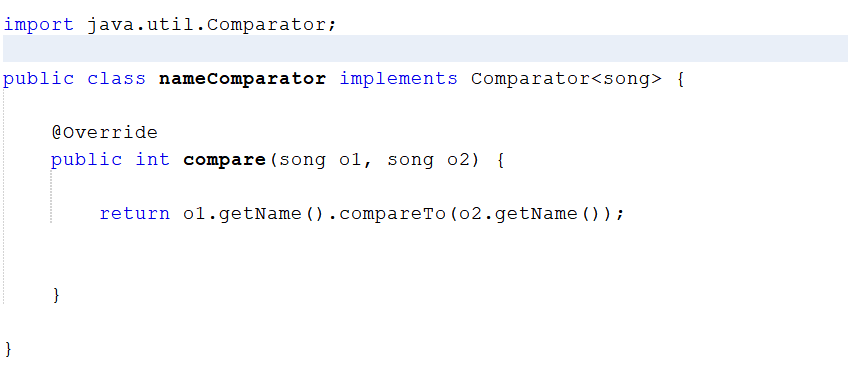 import java.util.Comparator;
public class nameComparator implements Comparator<song> {
@Override
public int compare(song o1, song o2) {
return o1.getName().compareTo(o2.getName());
}
}